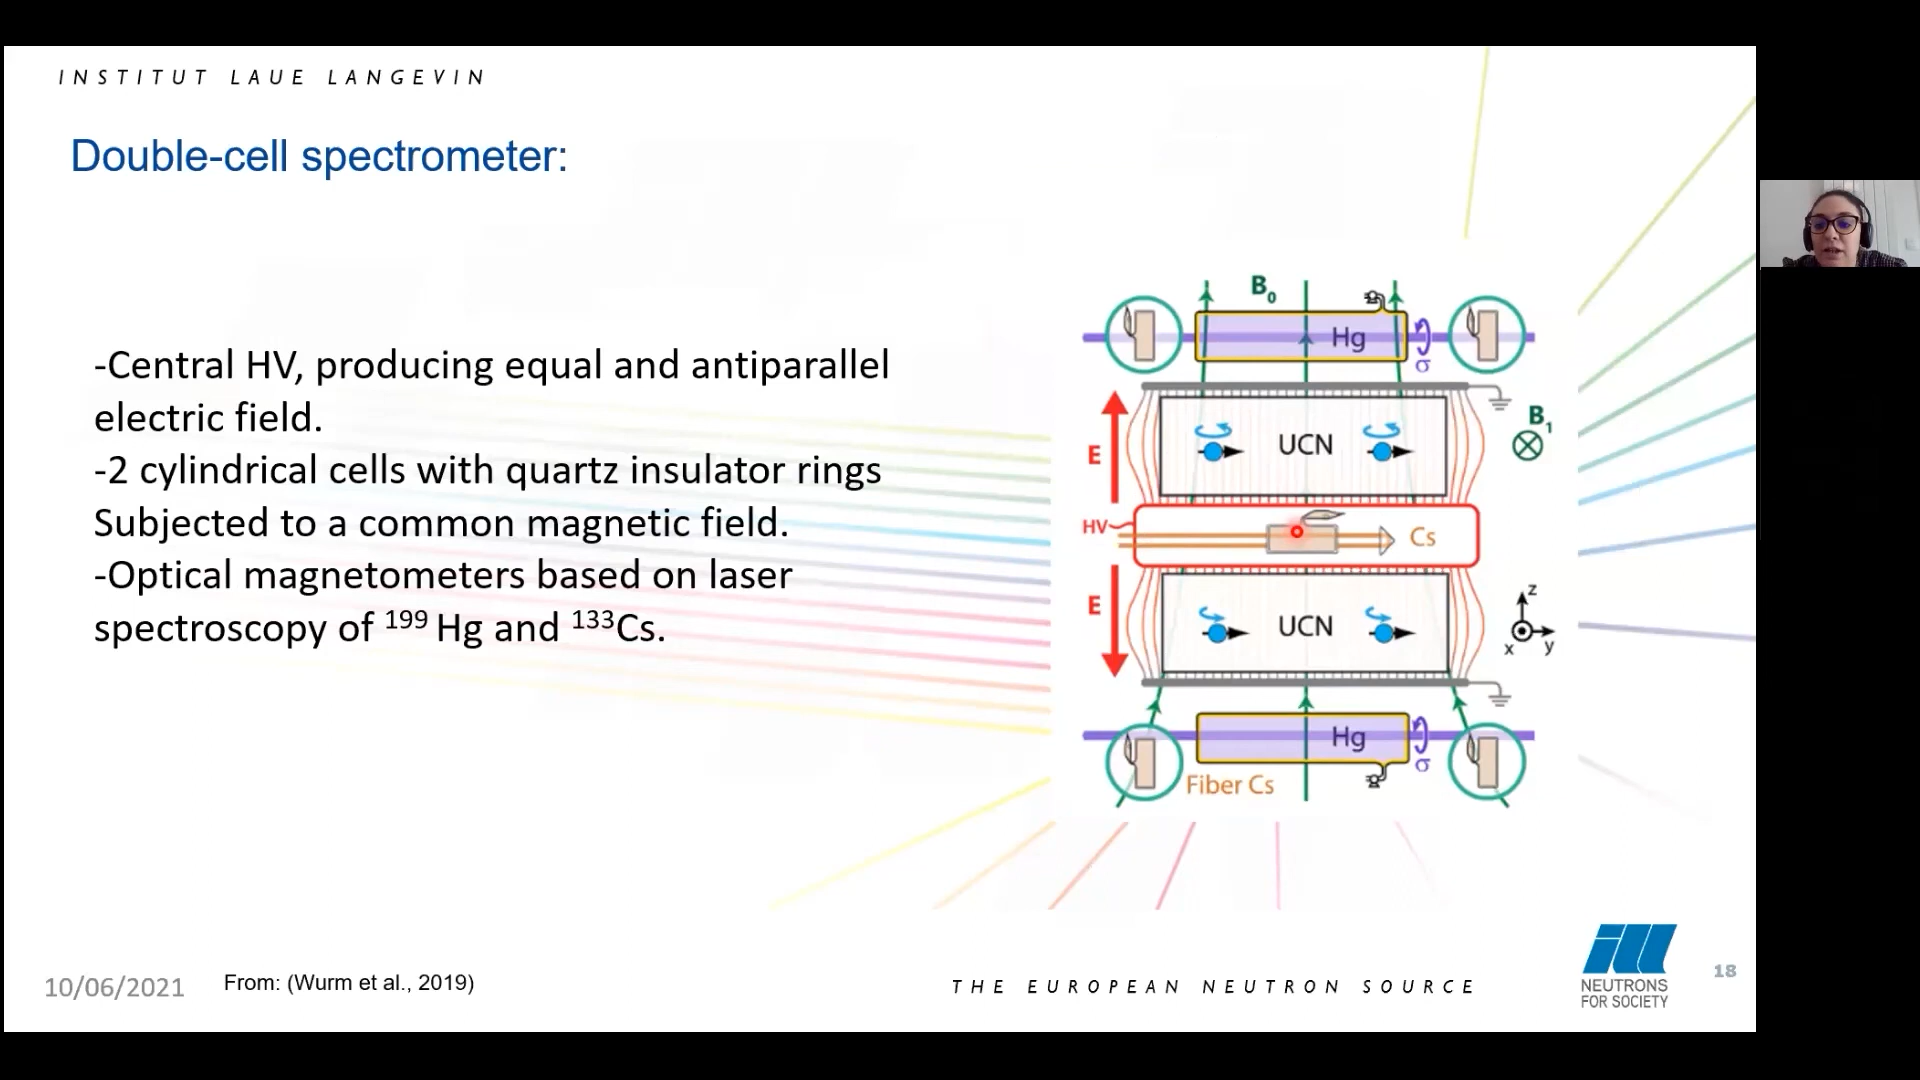 INSTITUT LAUE LANGEVIN
Double-cell spectrometer:
-Central HV, producing equal and antiparallel
electric field.
-2 cylindrical cells with quartz insulator rings
Subjected to a common magnetic field.
-Optical magnetometers based on laser
spectroscopy of ¹⁹⁹ Hg and ¹³³Cs.
B₀
Hg
σ
E
UCN
B₁
HV
Cs
E
UCN
z
x
y
Hg
σ
Fiber Cs
10/06/2021
From: (Wurm et al., 2019)
THE EUROPEAN NEUTRON SOURCE
ill
NEUTRONS
FOR SOCIETY
18